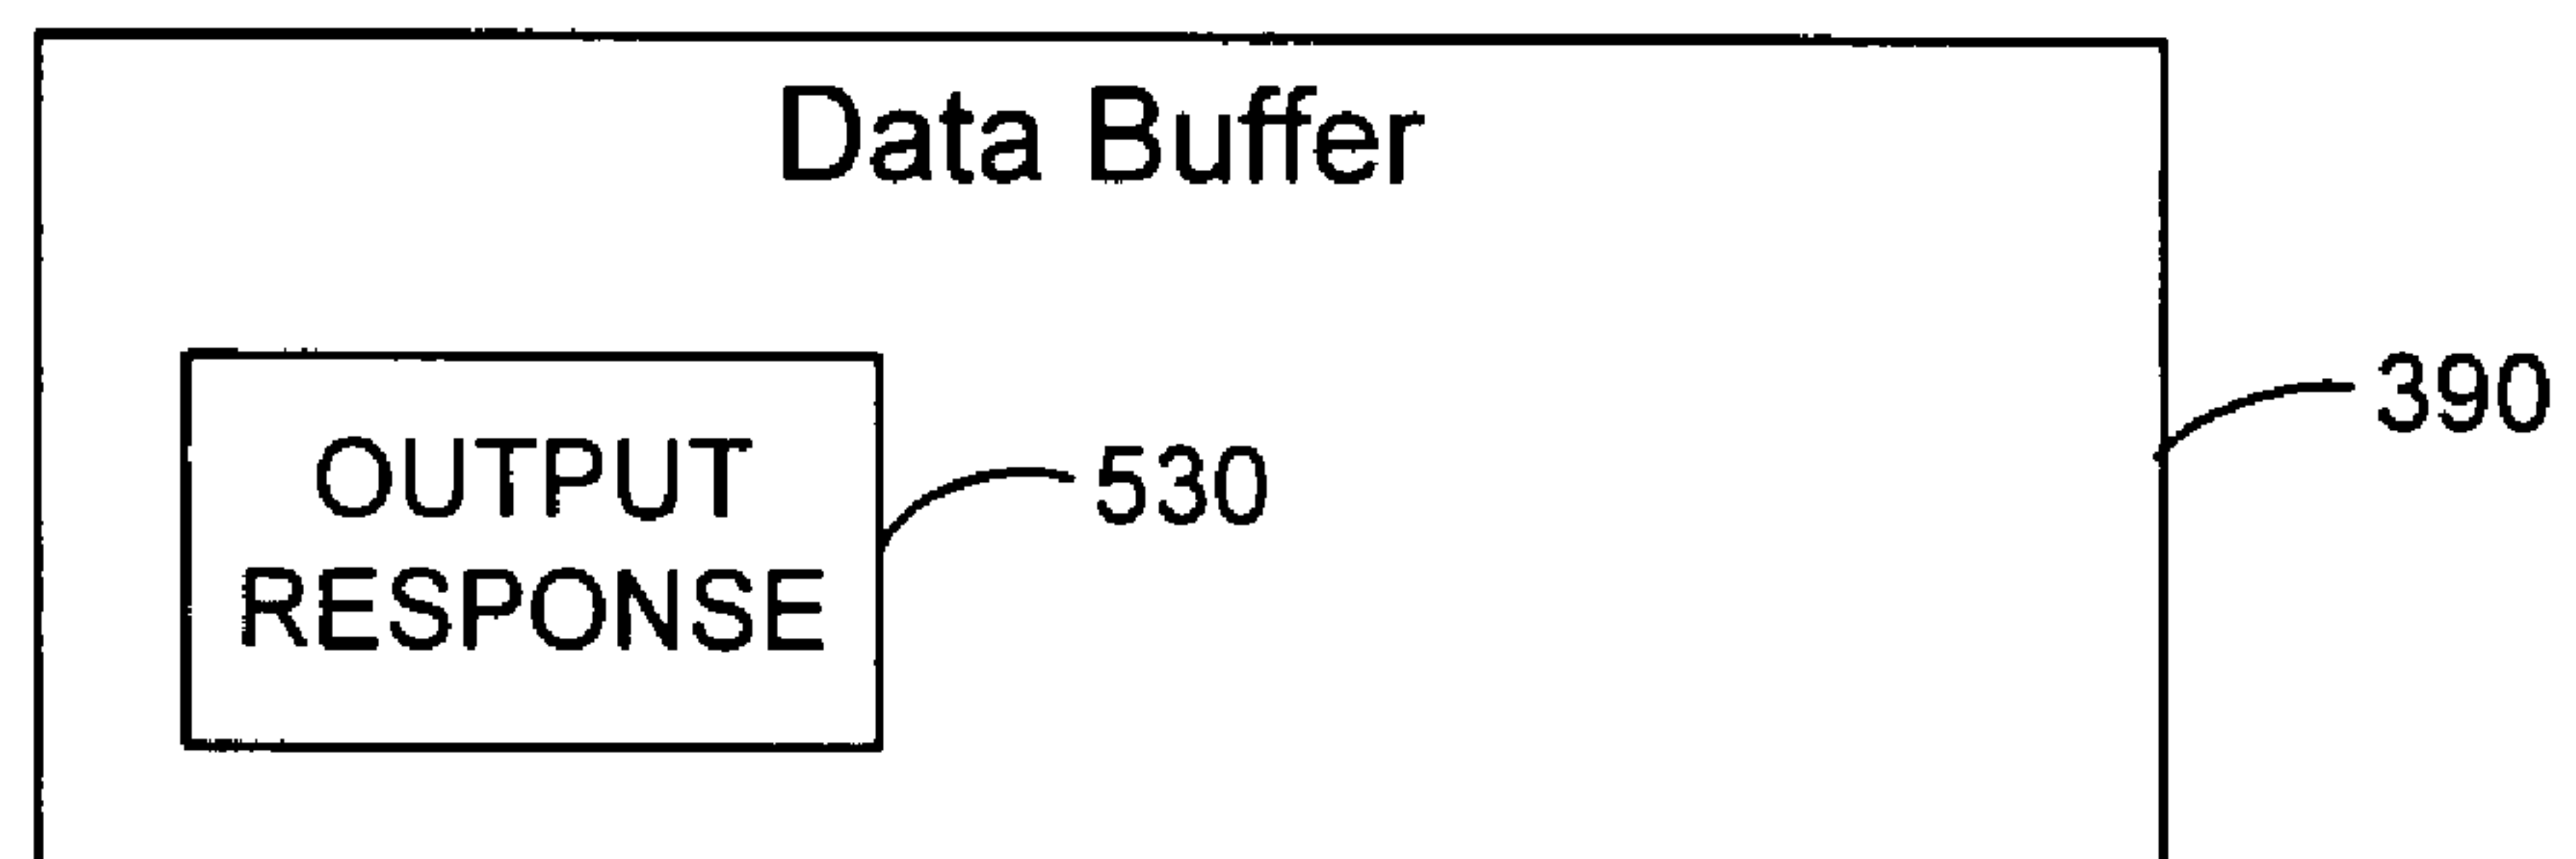 Data Buffer
390
OUTPUT
RESPONSE
530